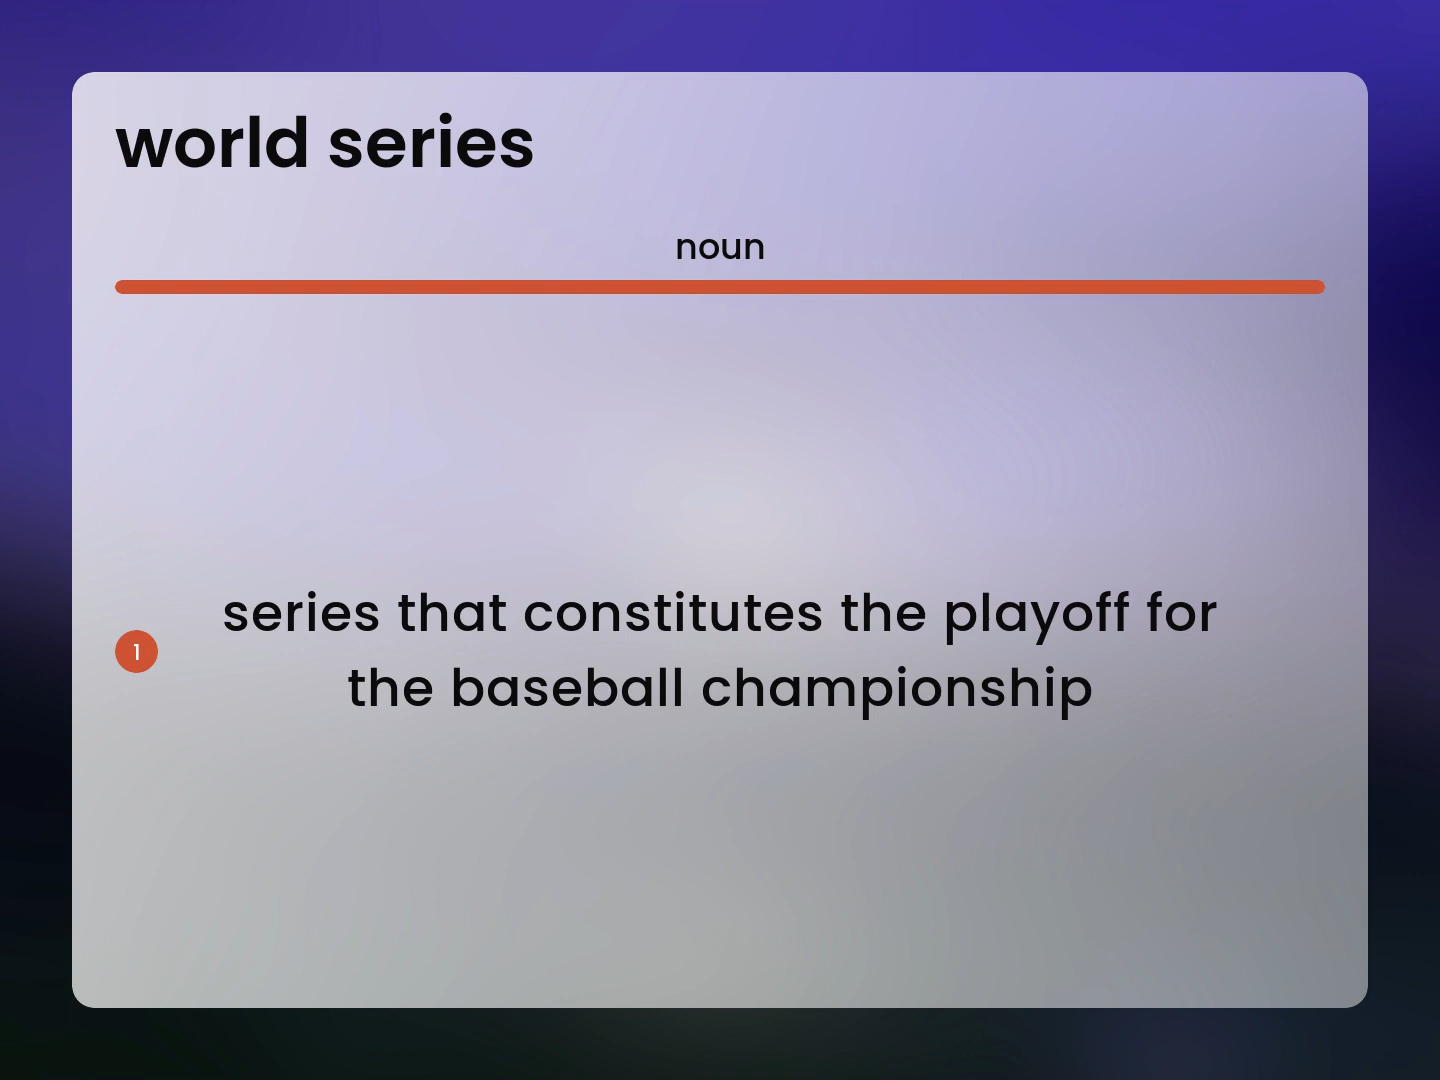 world series
noun
1
series that constitutes the playoff for
the baseball championship